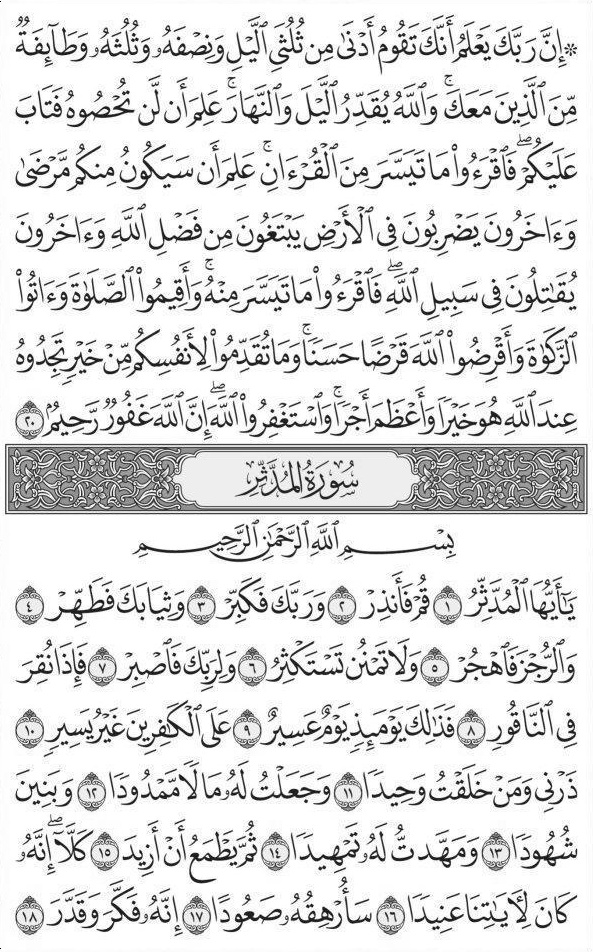 ۞ إِنَّ رَبَّكَ يَعْلَمُ أَنَّكَ تَقُومُ أَدْنَىٰ مِن ثُلُثَىِ ٱلَّيْلِ وَنِصْفَهُۥ وَثُلُثَهُۥ وَطَآئِفَةٌ
مِّنَ ٱلَّذِينَ مَعَكَۚ وَٱللَّهُ يُقَدِّرُ ٱلَّيْلَ وَٱلنَّهَارَۚ عَلِمَ أَن لَّن تُحْصُوهُ فَتَابَ
عَلَيْكُمْۖ فَٱقْرَءُوا۟ مَا تَيَسَّرَ مِنَ ٱلْقُرْءَانِۚ عَلِمَ أَن سَيَكُونُ مِنكُم مَّرْضَىٰ
وَءَاخَرُونَ يَضْرِبُونَ فِى ٱلْأَرْضِ يَبْتَغُونَ مِن فَضْلِ ٱللَّهِ وَءَاخَرُونَ
يُقَٰتِلُونَ فِى سَبِيلِ ٱللَّهِۖ فَٱقْرَءُوا۟ مَا تَيَسَّرَ مِنْهُۚ وَأَقِيمُوا۟ ٱلصَّلَوٰةَ وَءَاتُوا۟
ٱلزَّكَوٰةَ وَأَقْرِضُوا۟ ٱللَّهَ قَرْضًا حَسَنًاۚ وَمَا تُقَدِّمُوا۟ لِأَنفُسِكُم مِّنْ خَيْرٍ تَجِدُوهُ
عِندَ ٱللَّهِ هُوَ خَيْرًا وَأَعْظَمَ أَجْرًاۚ وَٱسْتَغْفِرُوا۟ ٱللَّهَۖ إِنَّ ٱللَّهَ غَفُورٌ رَّحِيمٌۢ ٢٠
سُورَةُ المُدَّثِّرِ
بِسْمِ ٱللَّهِ ٱلرَّحْمَٰنِ ٱلرَّحِيمِ
يَٰٓأَيُّهَا ٱلْمُدَّثِّرُ ١ قُمْ فَأَنذِرْ ٢ وَرَبَّكَ فَكَبِّرْ ٣ وَثِيَابَكَ فَطَهِّرْ ٤
وَٱلرُّجْزَ فَٱهْجُرْ ٥ وَلَا تَمْنُن تَسْتَكْثِرُ ٦ وَلِرَبِّكَ فَٱصْبِرْ ٧ فَإِذَا نُقِرَ
فِى ٱلنَّاقُورِ ٨ فَذَٰلِكَ يَوْمَئِذٍ يَوْمٌ عَسِيرٌ ٩ عَلَى ٱلْكَٰفِرِينَ غَيْرُ يَسِيرٍ ١٠
ذَرْنِى وَمَنْ خَلَقْتُ وَحِيدًا ١١ وَجَعَلْتُ لَهُۥ مَالًا مَّمْدُودًا ١٢ وَبَنِينَ
شُهُودًا ١٣ وَمَهَّدتُّ لَهُۥ تَمْهِيدًا ١٤ ثُمَّ يَطْمَعُ أَنْ أَزِيدَ ١٥ كَلَّآۖ إِنَّهُۥ
كَانَ لِءَايَٰتِنَا عَنِيدًا ١٦ سَأُرْهِقُهُۥ صَعُودًا ١٧ إِنَّهُۥ فَكَّرَ وَقَدَّرَ ١٨